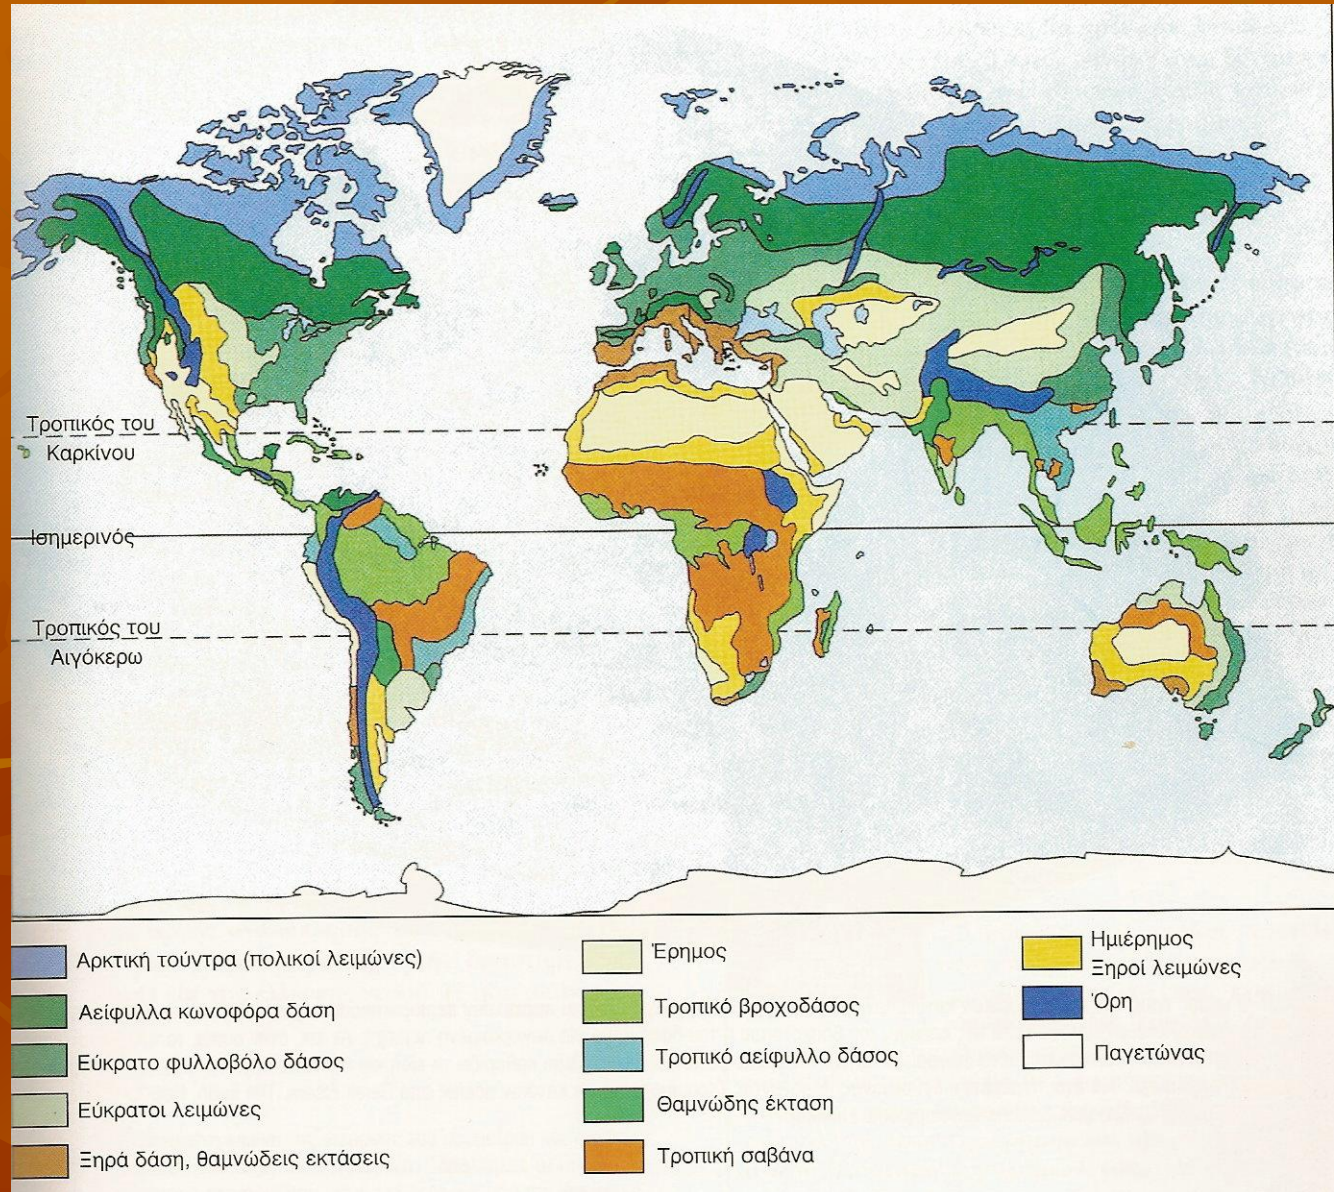 Τροπικός του
Καρκίνου
Ισημερινός
Τροπικός του
Αιγόκερω
Αρκτική τούντρα (πολικοί λειμώνες)
Αείφυλλα κωνοφόρα δάση
Εύκρατο φυλλοβόλο δάσος
Εύκρατοι λειμώνες
Ξηρά δάση, θαμνώδεις εκτάσεις
Έρημος
Τροπικό βροχοδάσος
Τροπικό αείφυλλο δάσος
Θαμνώδης έκταση
Τροπική σαβάνα
Ημιέρημος
Ξηροί λειμώνες
Όρη
Παγετώνας